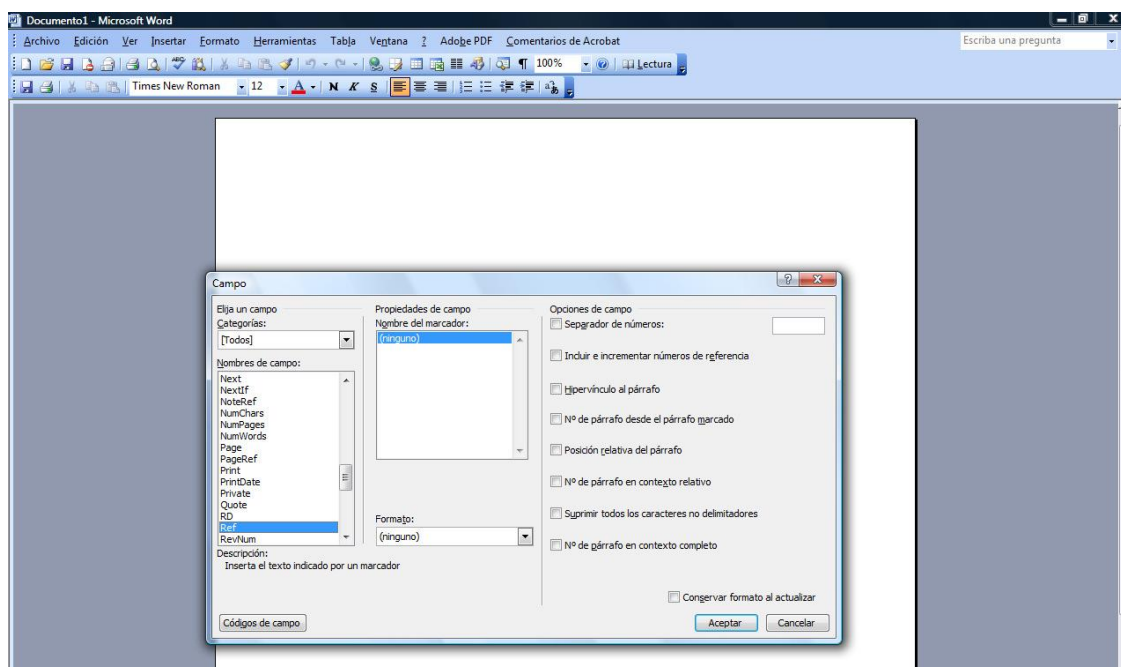 Documento1 - Microsoft Word
Archivo Edición Ver Insertar Formato Herramientas Tabla Ventana ? Adobe PDF Comentarios de Acrobat Escriba una pregunta
100% Lectura
Times New Roman 12 A N K S
Campo
Elija un campo
Categorías:
[Todos]
Nombres de campo:
Next
NextIf
NoteRef
NumChars
NumPages
NumWords
Page
PageRef
Print
PrintDate
Private
Quote
RD
Ref
RevNum
Descripción:
Inserta el texto indicado por un marcador
Códigos de campo
Propiedades de campo
Nombre del marcador:
(ninguno)
Formato:
(ninguno)
Opciones de campo
Separador de números:
Incluir e incrementar números de referencia
Hipervínculo al párrafo
Nº de párrafo desde el párrafo marcado
Posición relativa del párrafo
Nº de párrafo en contexto relativo
Suprimir todos los caracteres no delimitadores
Nº de párrafo en contexto completo
Conservar formato al actualizar
Aceptar Cancelar